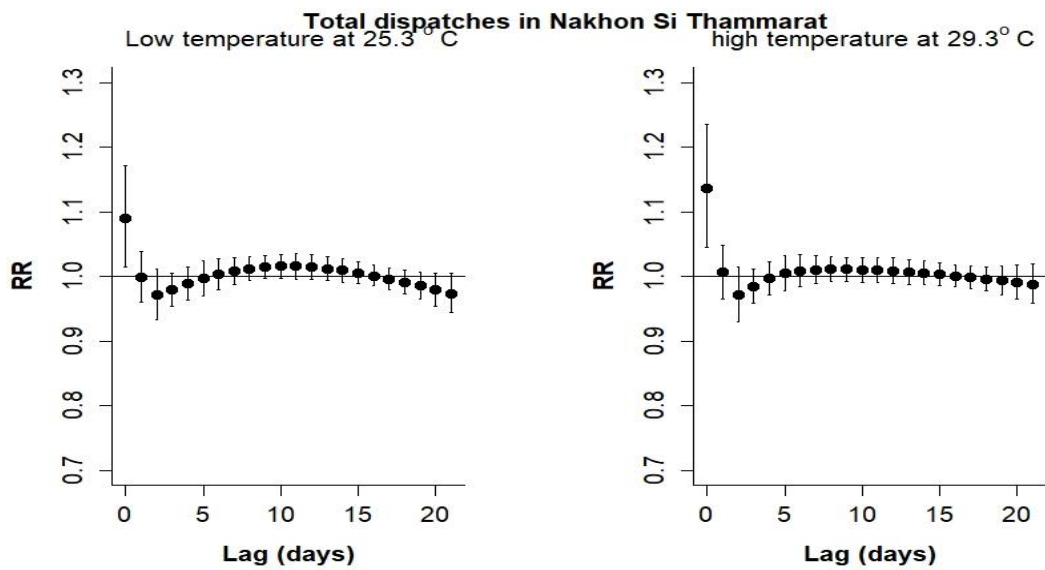 Total dispatches in Nakhon Si Thammarat
Low temperature at 25.3° C
high temperature at 29.3° C
RR
1.3
1.2
1.1
1.0
0.9
0.8
0.7
0 5 10 15 20
Lag (days)
RR
1.3
1.2
1.1
1.0
0.9
0.8
0.7
0 5 10 15 20
Lag (days)